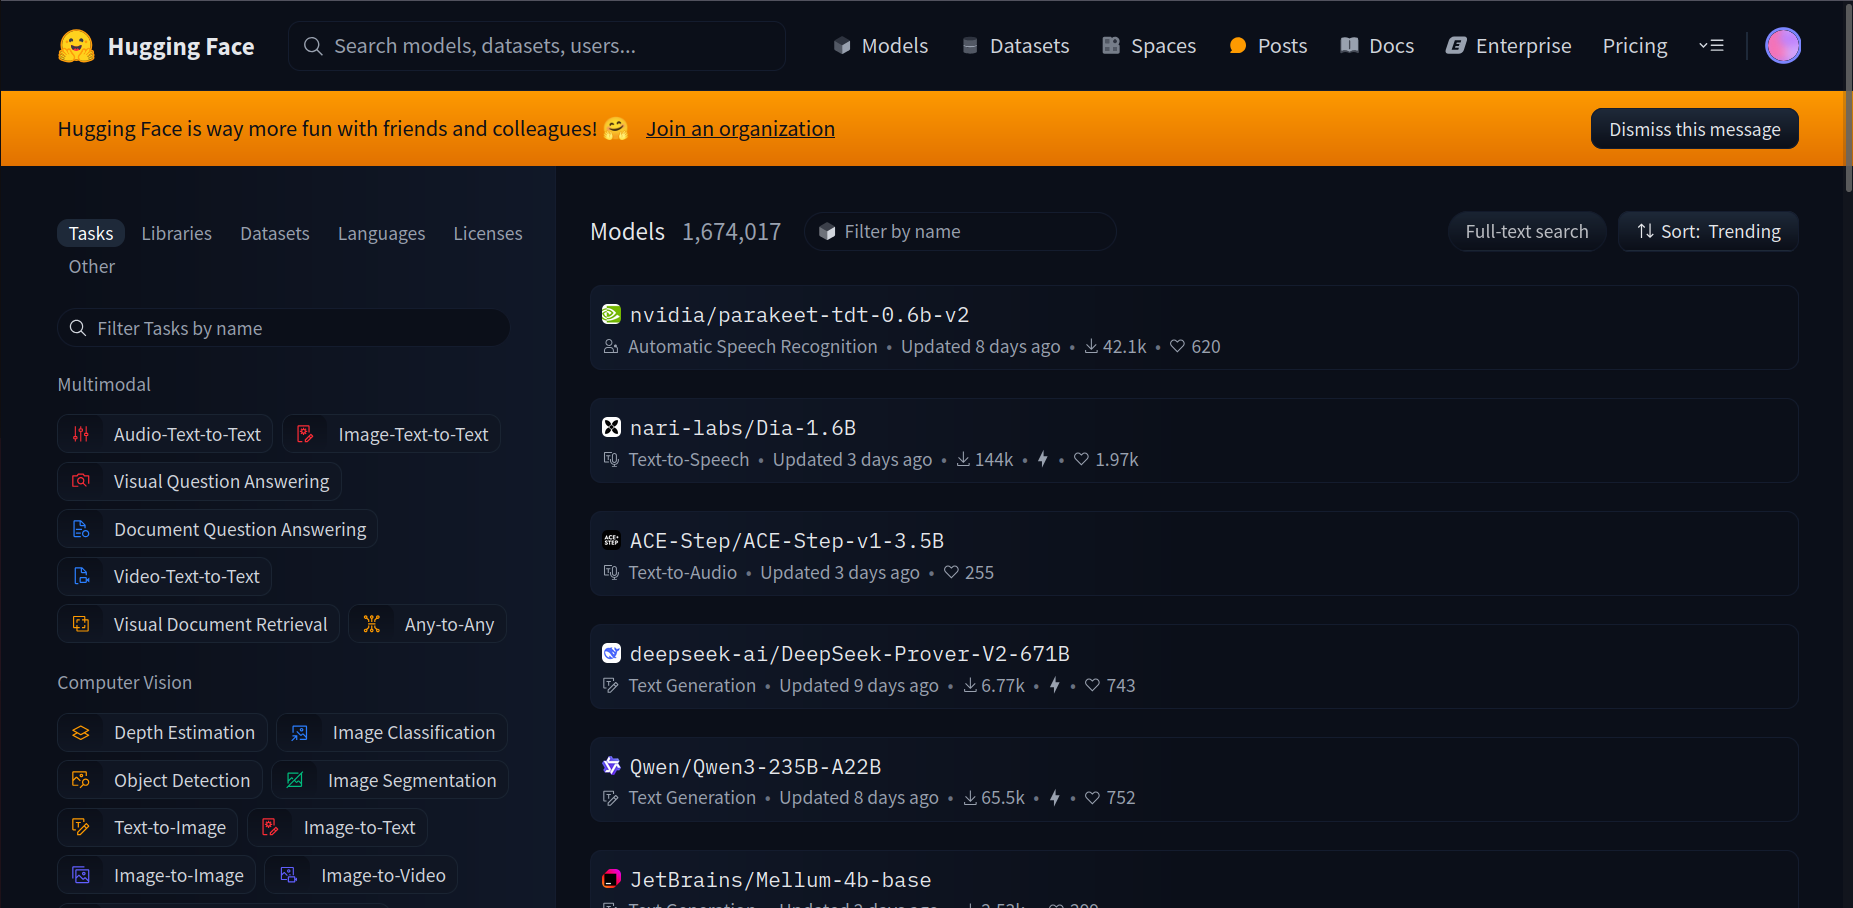 Hugging Face
Search models, datasets, users...
Models
Datasets
Spaces
Posts
Docs
Enterprise
Pricing
Hugging Face is way more fun with friends and colleagues! 🤗 Join an organization
Dismiss this message
Tasks Libraries Datasets Languages Licenses
Other
Filter Tasks by name
Multimodal
Audio-Text-to-Text
Image-Text-to-Text
Visual Question Answering
Document Question Answering
Video-Text-to-Text
Visual Document Retrieval
Any-to-Any
Computer Vision
Depth Estimation
Image Classification
Object Detection
Image Segmentation
Text-to-Image
Image-to-Text
Image-to-Image
Image-to-Video
Models 1,674,017
Filter by name
Full-text search
Sort: Trending
nvidia/parakeet-tdt-0.6b-v2
Automatic Speech Recognition • Updated 8 days ago • 42.1k • 620
nari-labs/Dia-1.6B
Text-to-Speech • Updated 3 days ago • 144k • • 1.97k
ACE-STEP
ACE-Step/ACE-Step-v1-3.5B
Text-to-Audio • Updated 3 days ago • 255
deepseek-ai/DeepSeek-Prover-V2-671B
Text Generation • Updated 9 days ago • 6.77k • • 743
Qwen/Qwen3-235B-A22B
Text Generation • Updated 8 days ago • 65.5k • • 752
JetBrains/Mellum-4b-base
Text Generation • Updated